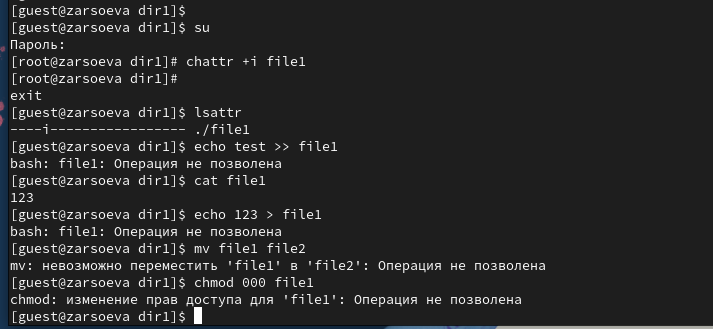 [guest@zarsoeva dir1]$
[guest@zarsoeva dir1]$ su
Пароль:
[root@zarsoeva dir1]# chattr +i file1
[root@zarsoeva dir1]#
exit
[guest@zarsoeva dir1]$ lsattr
----i----------------- ./file1
[guest@zarsoeva dir1]$ echo test >> file1
bash: file1: Операция не позволена
[guest@zarsoeva dir1]$ cat file1
123
[guest@zarsoeva dir1]$ echo 123 > file1
bash: file1: Операция не позволена
[guest@zarsoeva dir1]$ mv file1 file2
mv: невозможно переместить 'file1' в 'file2': Операция не позволена
[guest@zarsoeva dir1]$ chmod 000 file1
chmod: изменение прав доступа для 'file1': Операция не позволена
[guest@zarsoeva dir1]$